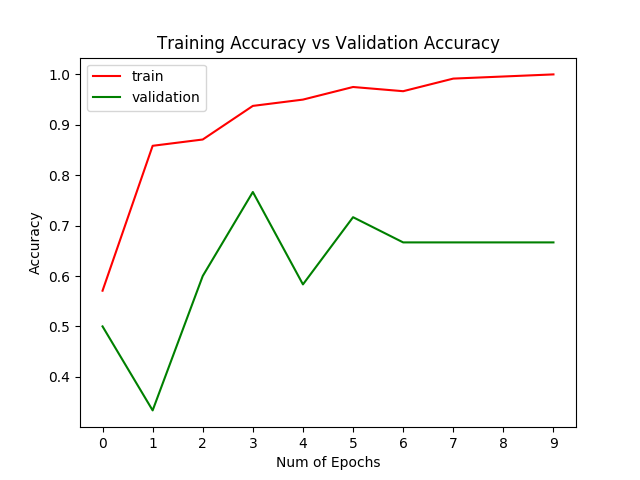 Training Accuracy vs Validation Accuracy
train
validation
1.0
0.9
0.8
0.7
0.6
0.5
0.4
Accuracy
0 1 2 3 4 5 6 7 8 9
Num of Epochs